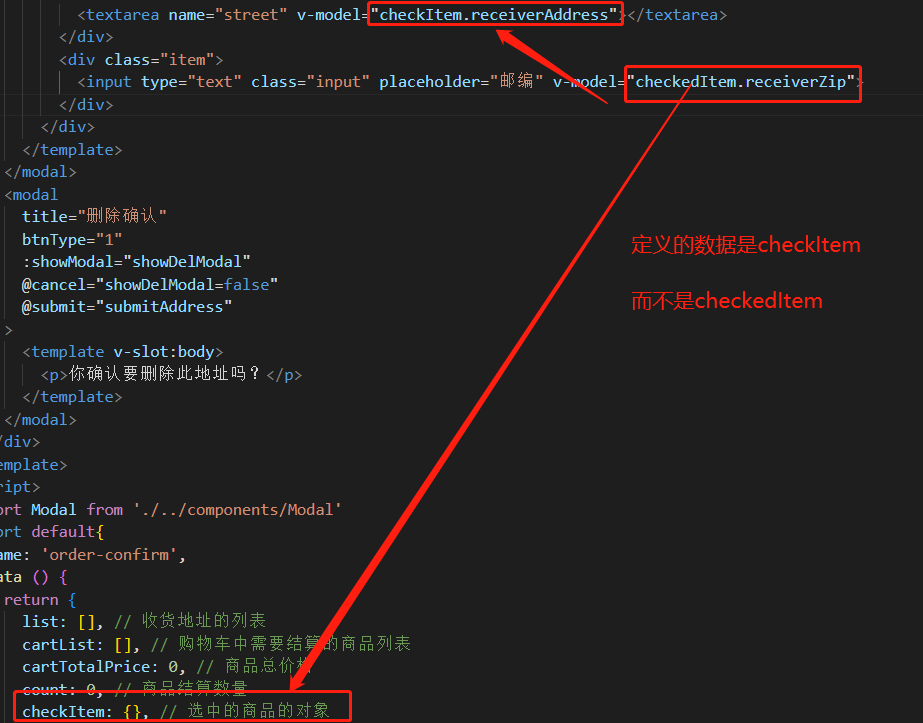 <textarea name="street" v-model="checkItem.receiverAddress"></textarea>
</div>
<div class="item">
<input type="text" class="input" placeholder="邮编" v-model="checkedItem.receiverZip">
</div>
</div>
</template>
</modal>
<modal
title="删除确认"
btnType="1"
:showModal="showDelModal"
@cancel="showDelModal=false"
@submit="submitAddress"
>
<template v-slot:body>
<p>你确认要删除此地址吗？</p>
</template>
</modal>
/div>
emplate>
ript>
ort Modal from './../components/Modal'
ort default{
ame: 'order-confirm',
ata () {
return {
list: [], // 收货地址的列表
cartList: [], // 购物车中需要结算的商品列表
cartTotalPrice: 0, // 商品总价格
count: 0, // 商品结算数量
checkItem: {}, // 选中的商品的对象
定义的数据是checkItem
而不是checkedItem